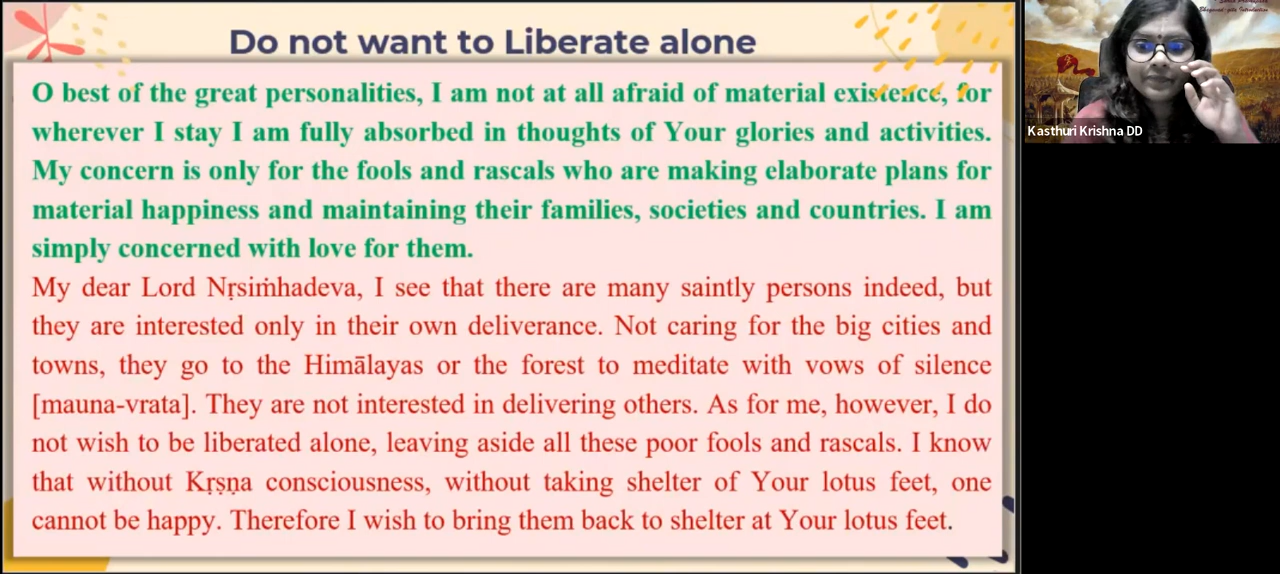 Do not want to Liberate alone
O best of the great personalities, I am not at all afraid of material existence, for
wherever I stay I am fully absorbed in thoughts of Your glories and activities.
My concern is only for the fools and rascals who are making elaborate plans for
material happiness and maintaining their families, societies and countries. I am
simply concerned with love for them.
My dear Lord Nṛsiṁhadeva, I see that there are many saintly persons indeed, but
they are interested only in their own deliverance. Not caring for the big cities and
towns, they go to the Himālayas or the forest to meditate with vows of silence
[mauna-vrata]. They are not interested in delivering others. As for me, however, I do
not wish to be liberated alone, leaving aside all these poor fools and rascals. I know
that without Kṛṣṇa consciousness, without taking shelter of Your lotus feet, one
cannot be happy. Therefore I wish to bring them back to shelter at Your lotus feet.
Bhagavad-gita Introduction
Kasthuri Krishna DD